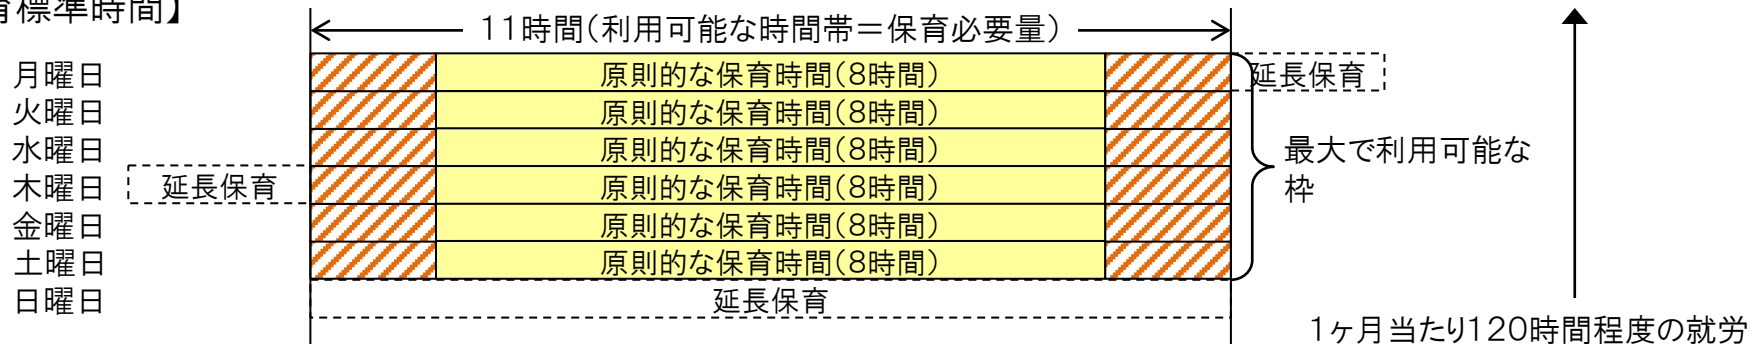 育標準時間】
11時間(利用可能な時間帯=保育必要量)
月曜日 原則的な保育時間(8時間) 延長保育
火曜日 原則的な保育時間(8時間)
水曜日 原則的な保育時間(8時間)
最大で利用可能な
枠
木曜日 延長保育 原則的な保育時間(8時間)
金曜日 原則的な保育時間(8時間)
土曜日 原則的な保育時間(8時間)
日曜日 延長保育
1ヶ月当たり120時間程度の就労